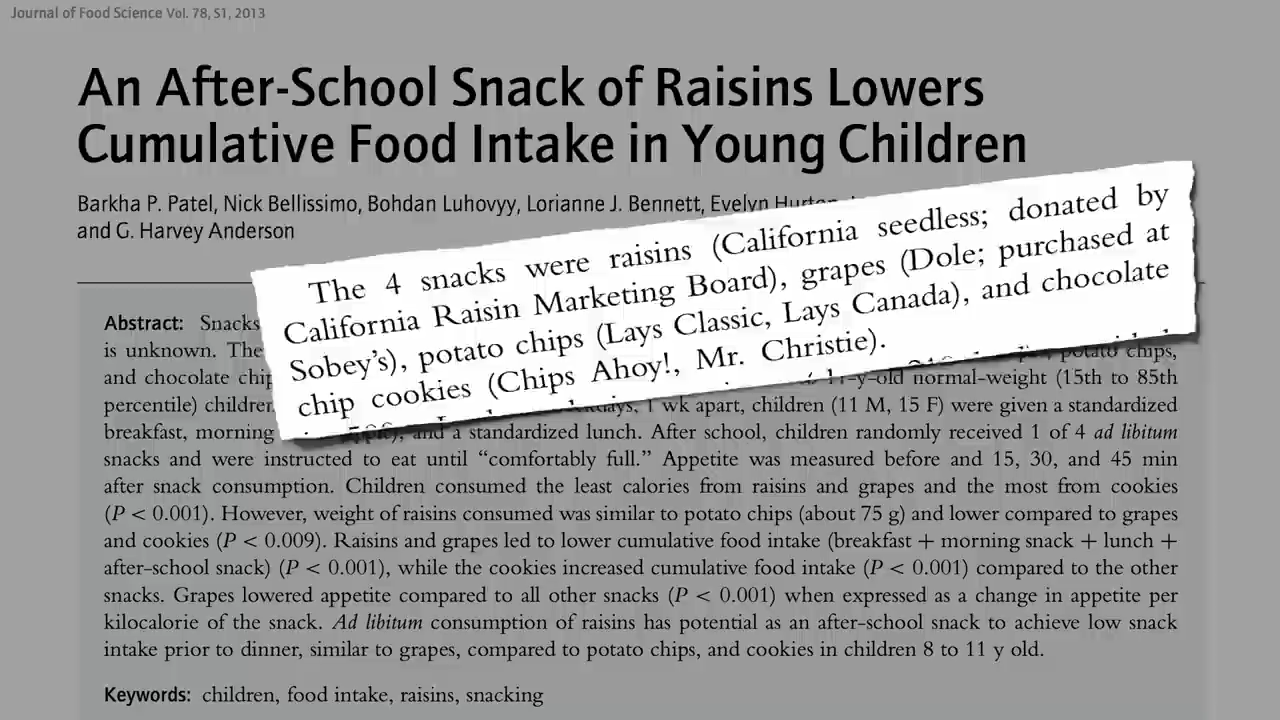 Journal of Food Science Vol. 78, S1, 2013
An After-School Snack of Raisins Lowers
Cumulative Food Intake in Young Children
Barkha P. Patel, Nick Bellissimo, Bohdan Luhovyy, Lorianne J. Bennett, Evelyn
and G. Harvey Anderson
The 4 snacks were raisins (California seedless; donated by
California Raisin Marketing Board), grapes (Dole; purchased at
Sobey's), potato chips (Lays Classic, Lays Canada), and chocolate
chip cookies (Chips Ahoy!, Mr. Christie).
Abstract: Snacks
is unknown. The potato chips,
and chocolate chip 11-y-old normal-weight (15th to 85th
percentile) children 1 wk apart, children (11 M, 15 F) were given a standardized
breakfast, morning and a standardized lunch. After school, children randomly received 1 of 4 ad libitum
snacks and were instructed to eat until “comfortably full.” Appetite was measured before and 15, 30, and 45 min
after snack consumption. Children consumed the least calories from raisins and grapes and the most from cookies
(P < 0.001). However, weight of raisins consumed was similar to potato chips (about 75 g) and lower compared to grapes
and cookies (P < 0.009). Raisins and grapes led to lower cumulative food intake (breakfast + morning snack + lunch +
after-school snack) (P < 0.001), while the cookies increased cumulative food intake (P < 0.001) compared to the other
snacks. Grapes lowered appetite compared to all other snacks (P < 0.001) when expressed as a change in appetite per
kilocalorie of the snack. Ad libitum consumption of raisins has potential as an after-school snack to achieve low snack
intake prior to dinner, similar to grapes, compared to potato chips, and cookies in children 8 to 11 y old.
Keywords: children, food intake, raisins, snacking